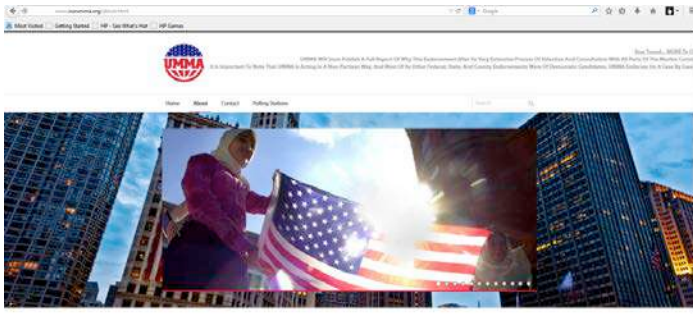 Google
Most Visited Getting Started HP - See What's Hot HP Games
UMMA
UMMA Will Soon Publish A Full Report Of Why This Endorsement After Its Very Extensive Process Of Selection And Consultation With All Parts Of The Muslim
It Is Important To Note That UMMA Is Acting In A Non Partisan Way And Most Of Its Other Federal, State, And County Endorsements Were Of Democratic Candidates, UMMA Endorses On A Case By Case
Home About Contact Polling Stations
Search